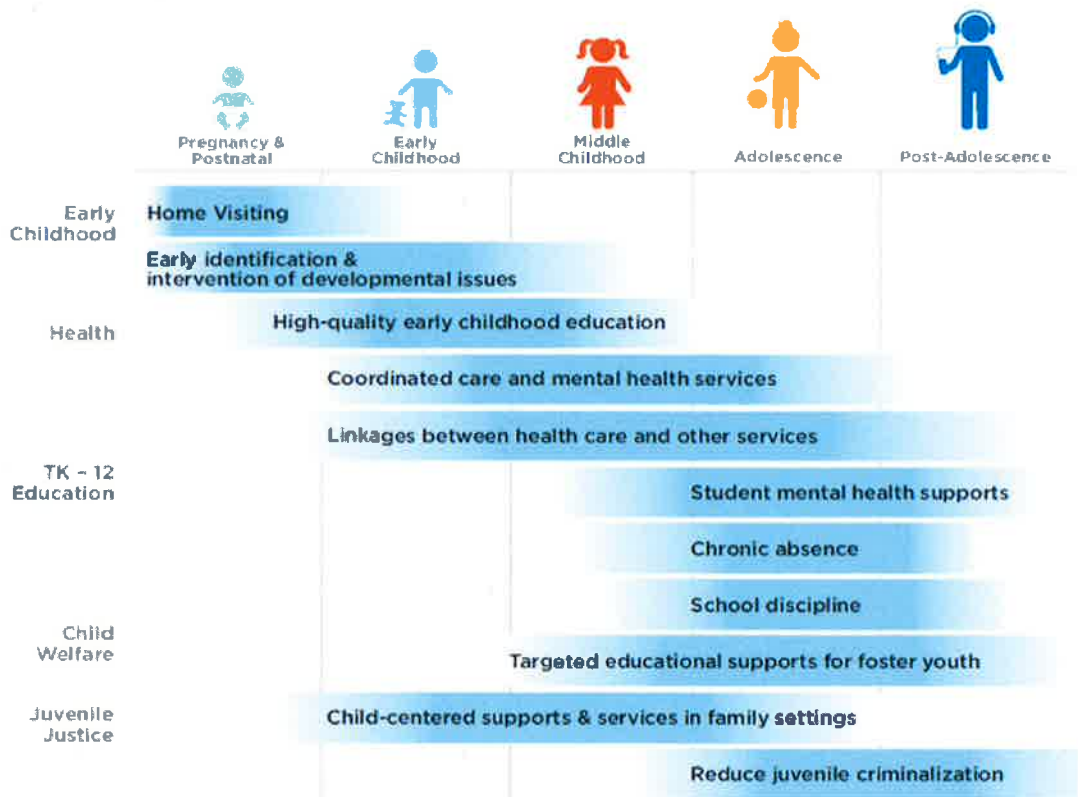 Pregnancy &
Postnatal
Early
Childhood
Middle
Childhood
Adolescence
Post-Adolescence
Early
Childhood
Home Visiting
Early identification &
intervention of developmental issues
Health
High-quality early childhood education
Coordinated care and mental health services
Linkages between health care and other services
TK - 12
Education
Student mental health supports
Chronic absence
School discipline
Child
Welfare
Targeted educational supports for foster youth
Juvenile
Justice
Child-centered supports & services in family settings
Reduce juvenile criminalization